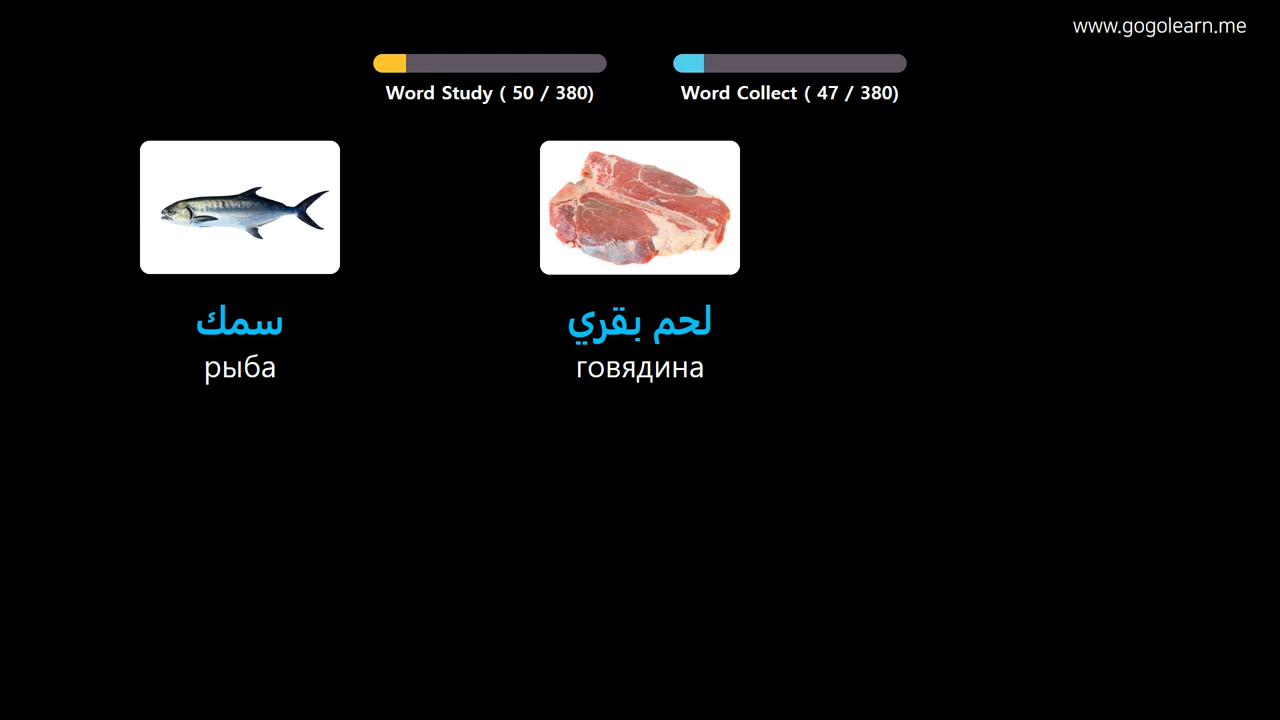 www.gogolearn.me
Word Study ( 50 / 380)
Word Collect ( 47 / 380)
سمك
рыба
لحم بقري
говядина